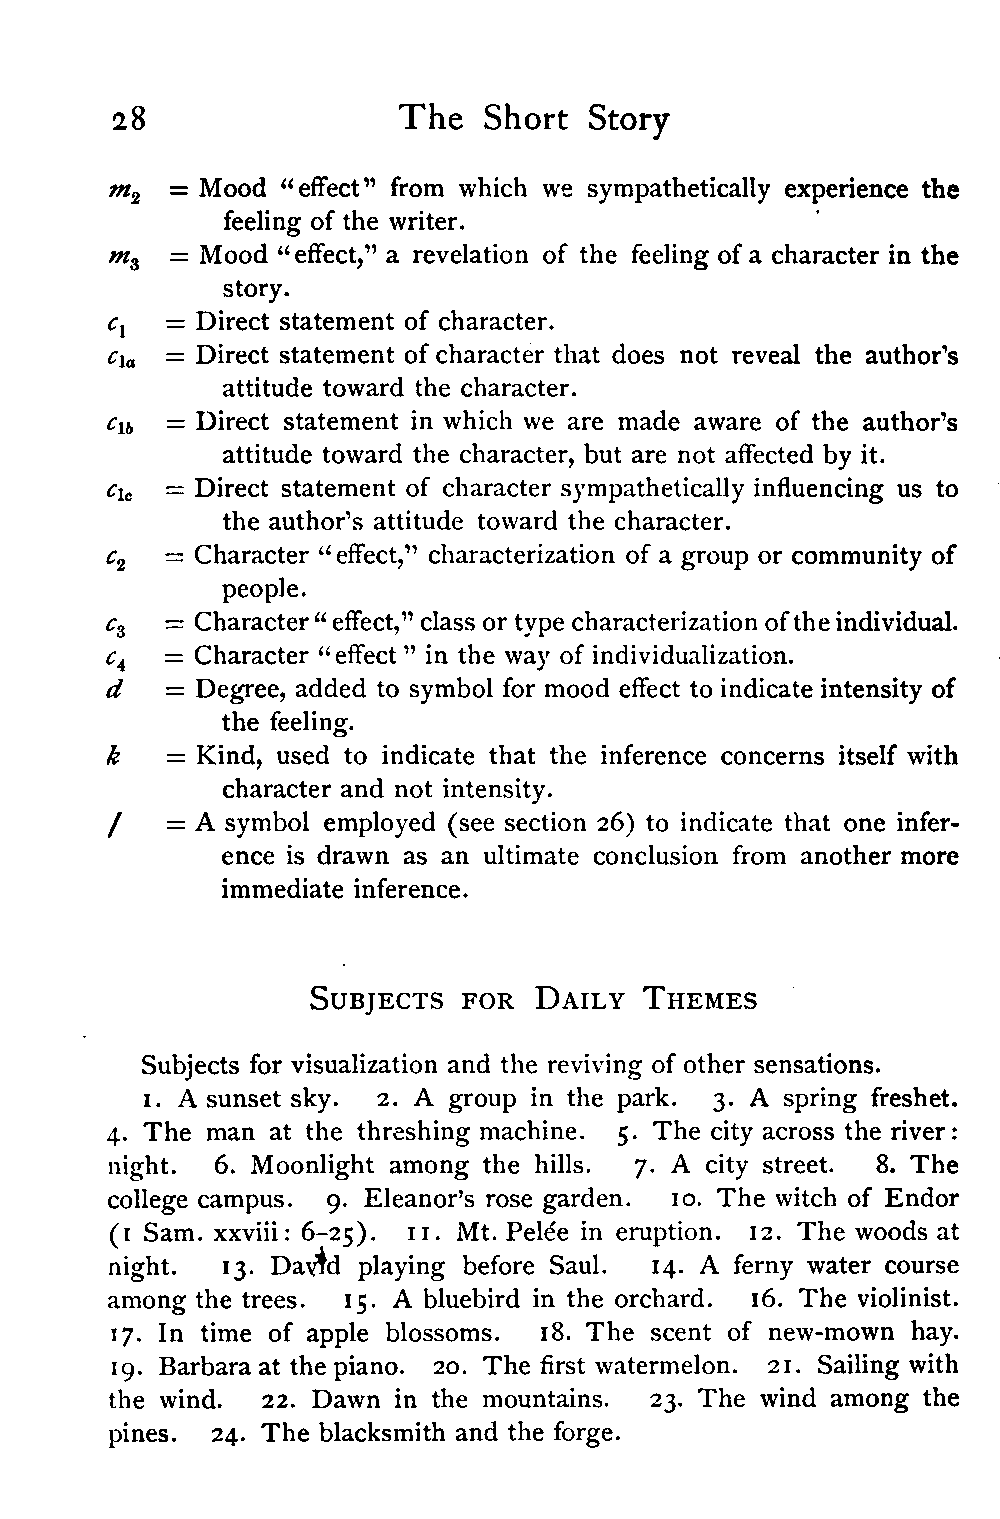 28 The Short Story
m₂ = Mood “effect” from which we sympathetically experience the
feeling of the writer.
m₃ = Mood “effect,” a revelation of the feeling of a character in the
story.
c₁ = Direct statement of character.
c₁ₐ = Direct statement of character that does not reveal the author’s
attitude toward the character.
c₁b = Direct statement in which we are made aware of the author’s
attitude toward the character, but are not affected by it.
c₁c = Direct statement of character sympathetically influencing us to
the author’s attitude toward the character.
c₂ = Character “effect,” characterization of a group or community of
people.
c₃ = Character “effect,” class or type characterization of the individual.
c₄ = Character “effect” in the way of individualization.
d = Degree, added to symbol for mood effect to indicate intensity of
the feeling.
k = Kind, used to indicate that the inference concerns itself with
character and not intensity.
/ = A symbol employed (see section 26) to indicate that one infer-
ence is drawn as an ultimate conclusion from another more
immediate inference.
SUBJECTS FOR DAILY THEMES
Subjects for visualization and the reviving of other sensations.
1. A sunset sky. 2. A group in the park. 3. A spring freshet.
4. The man at the threshing machine. 5. The city across the river:
night. 6. Moonlight among the hills. 7. A city street. 8. The
college campus. 9. Eleanor’s rose garden. 10. The witch of Endor
(1 Sam. xxviii: 6–25). 11. Mt. Pelée in eruption. 12. The woods at
night. 13. David playing before Saul. 14. A ferny water course
among the trees. 15. A bluebird in the orchard. 16. The violinist.
17. In time of apple blossoms. 18. The scent of new-mown hay.
19. Barbara at the piano. 20. The first watermelon. 21. Sailing with
the wind. 22. Dawn in the mountains. 23. The wind among the
pines. 24. The blacksmith and the forge.